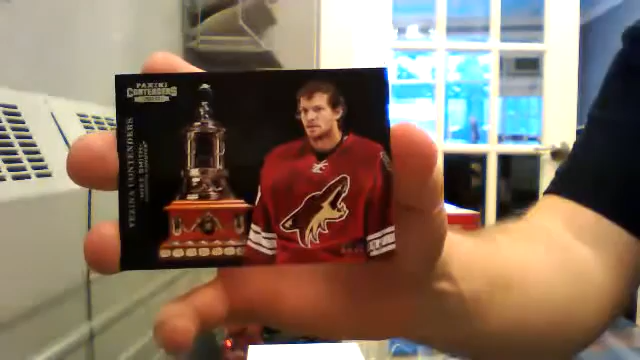 PANINI
CONTENDERS
VEZINA CONTENDERS
MIKE SMITH